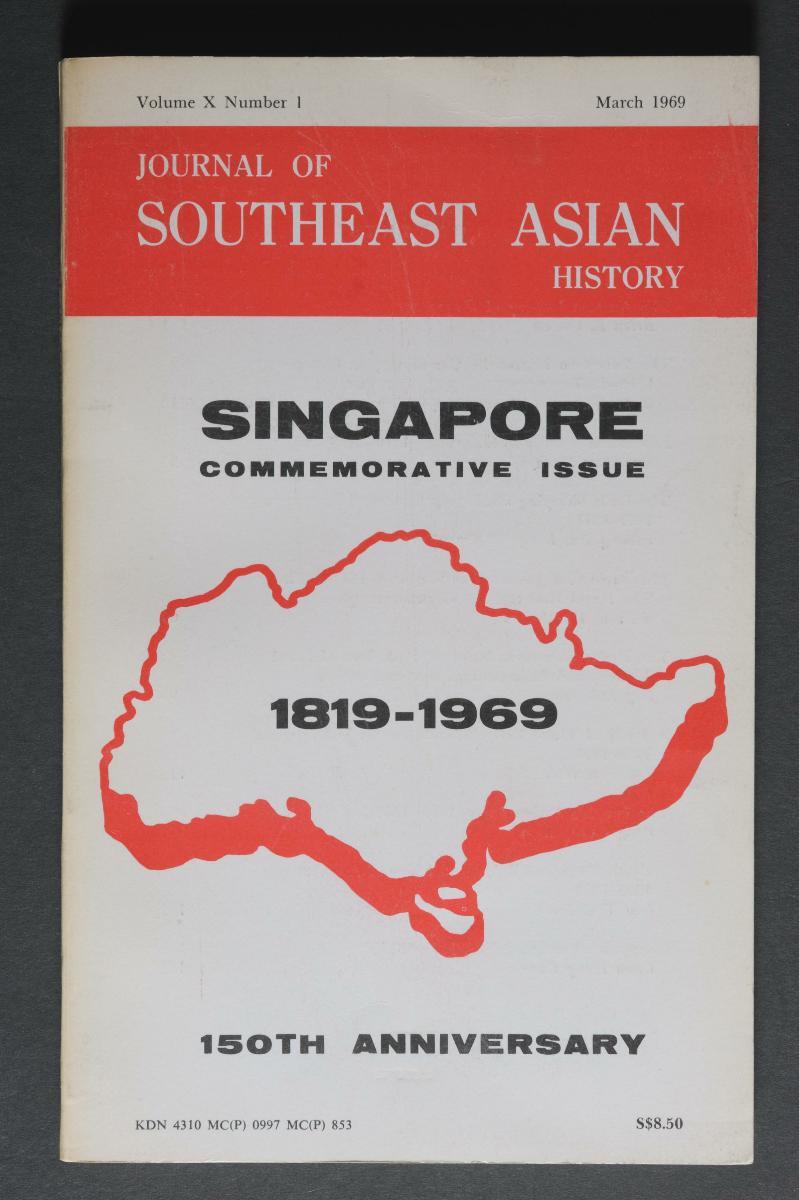 Volume X Number 1
March 1969
JOURNAL OF
SOUTHEAST ASIAN
HISTORY
SINGAPORE
COMMEMORATIVE ISSUE
1819-1969
150TH ANNIVERSARY
KDN 4310 MC(P) 0997 MC(P) 853
S$8.50